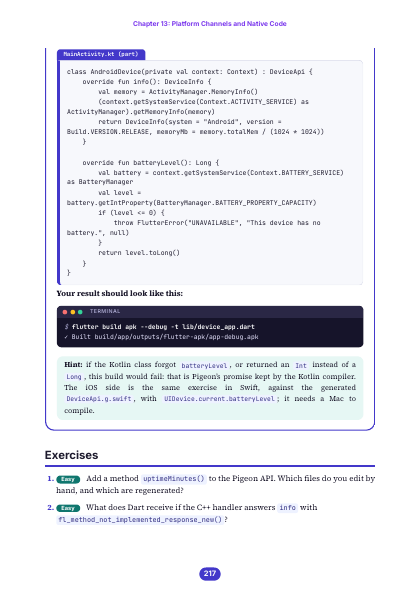 Chapter 13: Platform Channels and Native Code
MainActivity.kt (part)
class AndroidDevice(private val context: Context) : DeviceApi {
    override fun info(): DeviceInfo {
        val memory = ActivityManager.MemoryInfo()
        (context.getSystemService(Context.ACTIVITY_SERVICE) as
ActivityManager).getMemoryInfo(memory)
        return DeviceInfo(system = "Android", version =
Build.VERSION.RELEASE, memoryMb = memory.totalMem / (1024 * 1024))
    }
    override fun batteryLevel(): Long {
        val battery = context.getSystemService(Context.BATTERY_SERVICE)
as BatteryManager
        val level =
battery.getIntProperty(BatteryManager.BATTERY_PROPERTY_CAPACITY)
        if (level <= 0) {
            throw FlutterError("UNAVAILABLE", "This device has no
battery.", null)
        }
        return level.toLong()
    }
}
Your result should look like this:
TERMINAL
$ flutter build apk --debug -t lib/device_app.dart
✓ Built build/app/outputs/flutter-apk/app-debug.apk
Hint: if the Kotlin class forgot batteryLevel, or returned an Int instead of a
Long, this build would fail: that is Pigeon's promise kept by the Kotlin compiler.
The iOS side is the same exercise in Swift, against the generated
DeviceApi.g.swift, with UIDevice.current.batteryLevel; it needs a Mac to
compile.
Exercises
1. Easy Add a method uptimeMinutes() to the Pigeon API. Which files do you edit by
hand, and which are regenerated?
2. Easy What does Dart receive if the C++ handler answers info with
fl_method_not_implemented_response_new()?
217